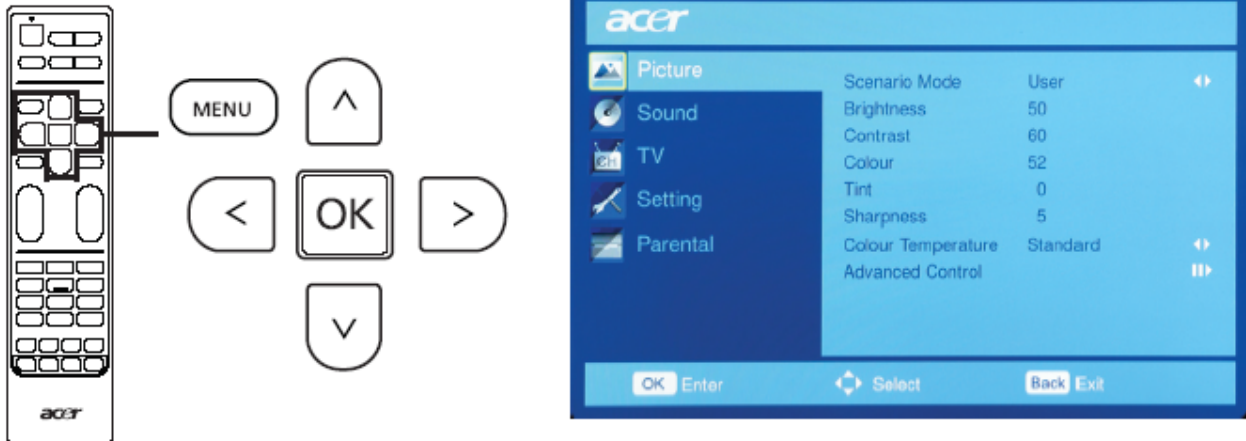 acer
MENU
^
<
OK
>
v
acer
Picture
Sound
TV
Setting
Parental
Scenario Mode User
Brightness 50
Contrast 60
Colour 52
Tint 0
Sharpness 5
Colour Temperature Standard
Advanced Control
OK Enter
Select
Back Exit
CH